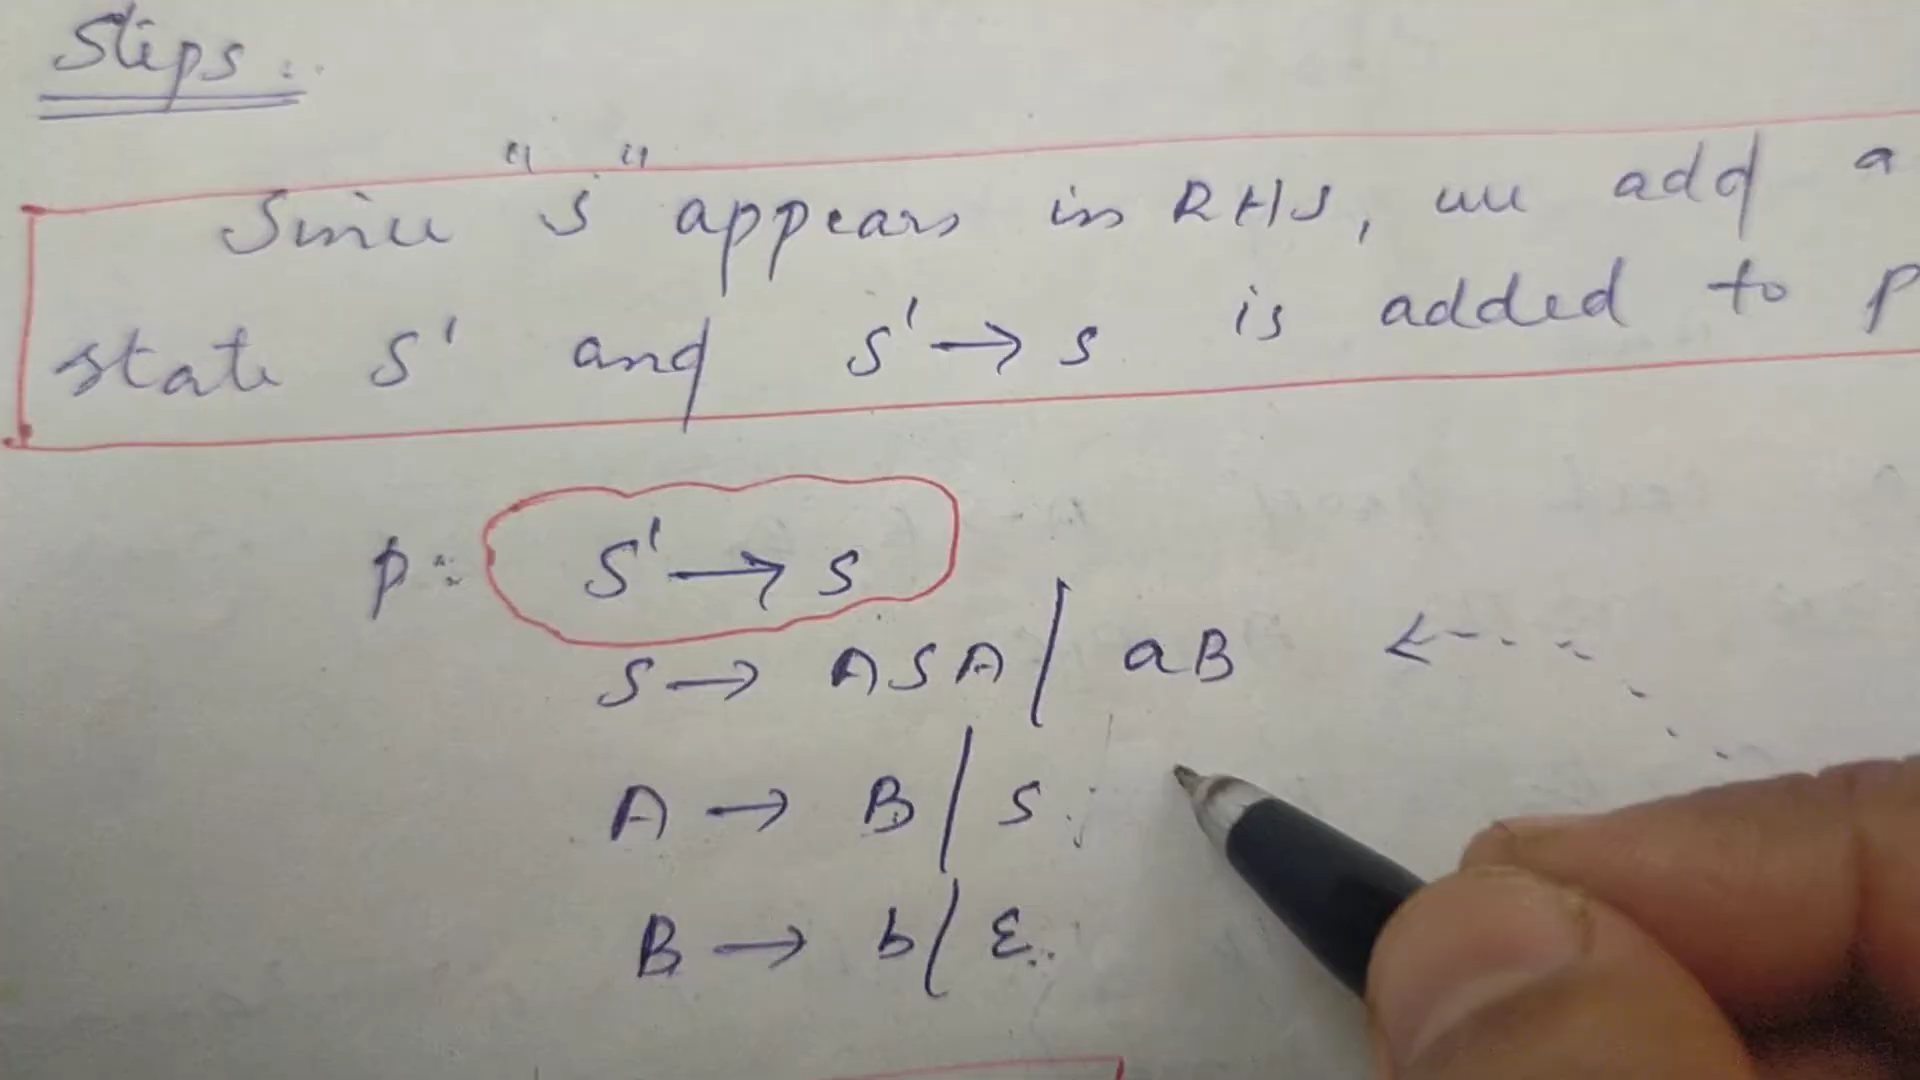 Steps :
Since "S" appears in RHS, we add a
state S' and S' → S is added to P
P : S' → S
S → ASA / aB
A → B / S
B → b / ε